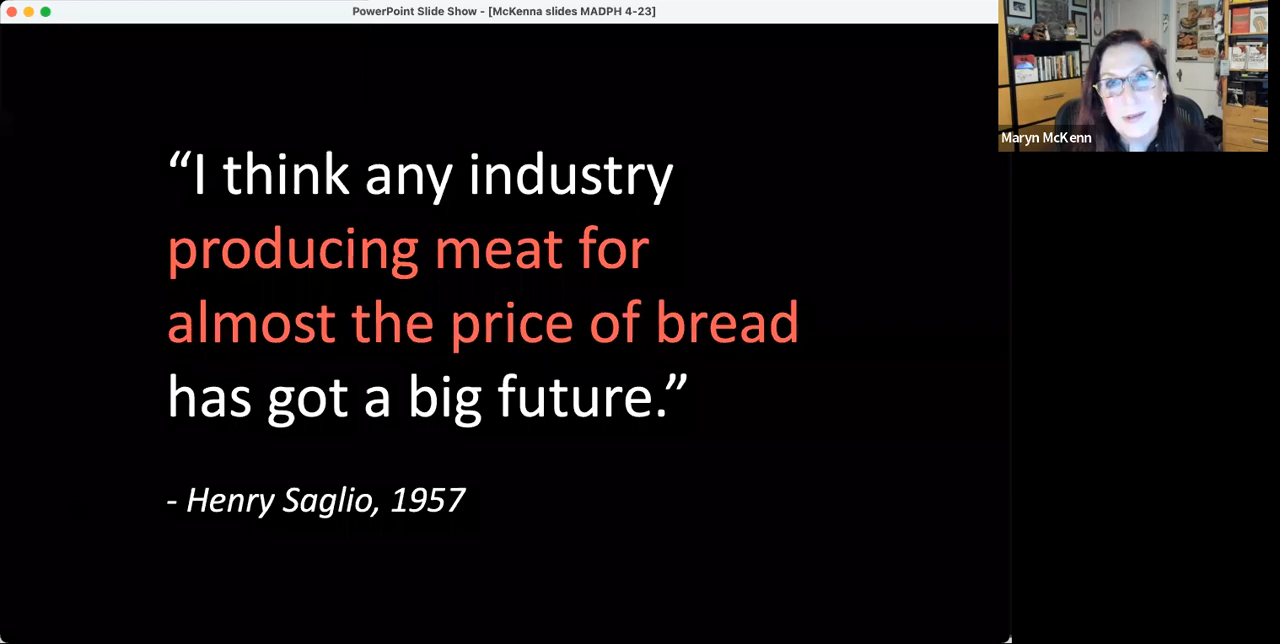 PowerPoint Slide Show - [McKenna slides MADPH 4-23]
“I think any industry
producing meat for
almost the price of bread
has got a big future.”
- Henry Saglio, 1957
Maryn McKenn